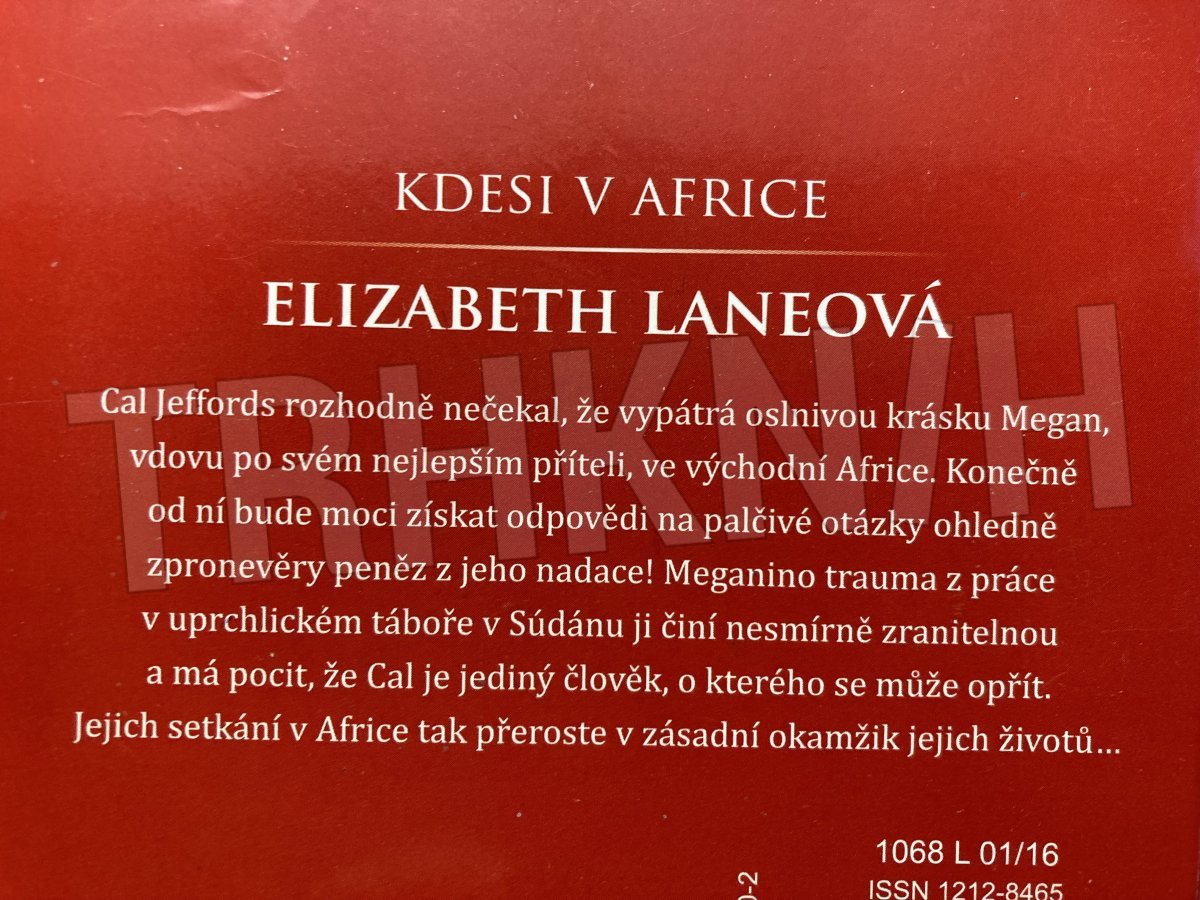 KDESI V AFRICE
ELIZABETH LANEOVÁ
Cal Jeffords rozhodně nečekal, že vypátrá oslnivou krásku Megan,
vdovu po svém nejlepším příteli, ve východní Africe. Konečně
od ní bude moci získat odpovědi na palčivé otázky ohledně
zpronevěry peněz z jeho nadace! Meganino trauma z práce
v uprchlickém táboře v Súdánu ji činí nesmírně zranitelnou
a má pocit, že Cal je jediný člověk, o kterého se může opřít.
Jejich setkání v Africe tak přeroste v zásadní okamžik jejich životů...
TRHKN/H
1068 L 01/16
ISSN 1212-8465